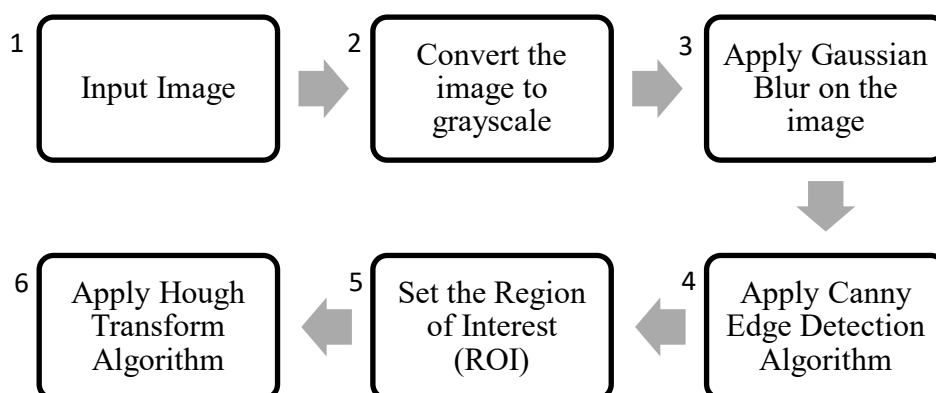 1
Input Image
2
Convert the
image to
grayscale
3
Apply Gaussian
Blur on the
image
4
Apply Canny
Edge Detection
Algorithm
5
Set the Region
of Interest
(ROI)
6
Apply Hough
Transform
Algorithm